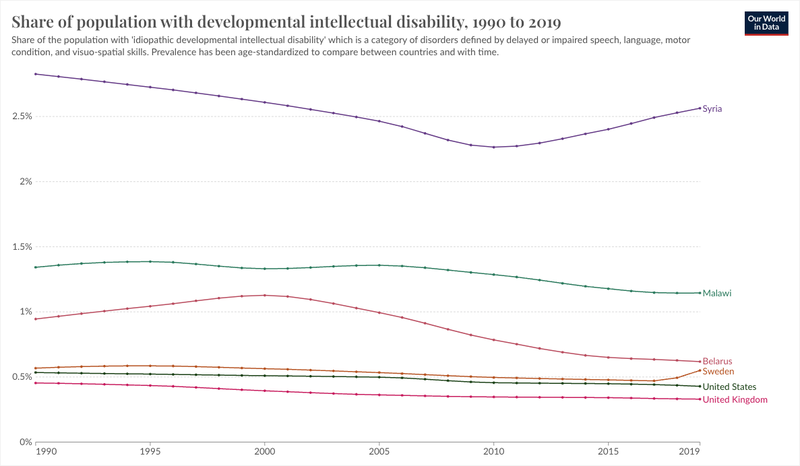 Share of population with developmental intellectual disability, 1990 to 2019
Our World
in Data
Share of the population with 'idiopathic developmental intellectual disability' which is a category of disorders defined by delayed or impaired speech, language, motor
condition, and visuo-spatial skills. Prevalence has been age-standardized to compare between countries and with time.
2.5%
2%
1.5%
1%
0.5%
0%
Syria
Malawi
Belarus
Sweden
United States
United Kingdom
1990 1995 2000 2005 2010 2015 2019